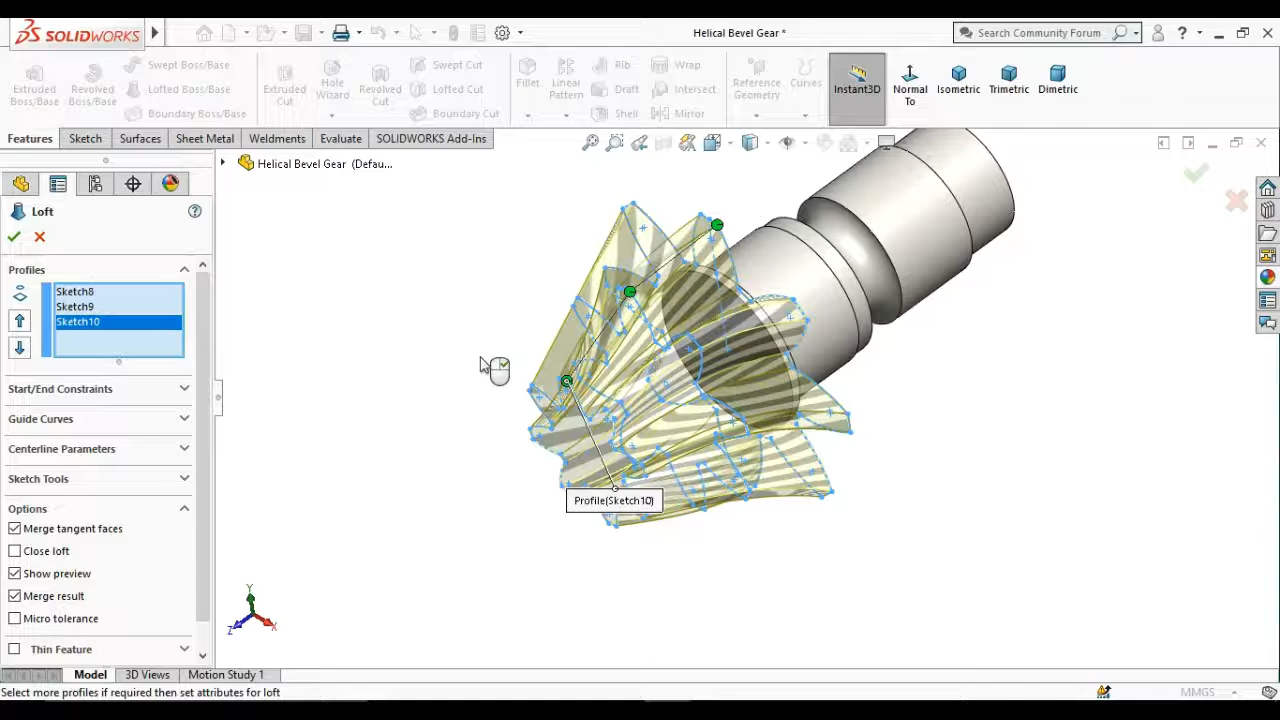 SOLIDWORKS
Helical Bevel Gear *
Search Community Forum
?
Extruded Boss/Base
Revolved Boss/Base
Swept Boss/Base
Lofted Boss/Base
Boundary Boss/Base
Extruded Cut
Hole Wizard
Revolved Cut
Swept Cut
Lofted Cut
Boundary Cut
Fillet
Linear Pattern
Rib
Draft
Shell
Wrap
Intersect
Mirror
Reference Geometry
Curves
Instant3D
Normal To
Isometric
Trimetric
Dimetric
Features
Sketch
Surfaces
Sheet Metal
Weldments
Evaluate
SOLIDWORKS Add-Ins
Helical Bevel Gear (Defau...
Loft
Profiles
Sketch8
Sketch9
Sketch10
Start/End Constraints
Guide Curves
Centerline Parameters
Sketch Tools
Options
Merge tangent faces
Close loft
Show preview
Merge result
Micro tolerance
Thin Feature
Profile(Sketch10)
Y
Z
X
Model
3D Views
Motion Study 1
Select more profiles if required then set attributes for loft
MMGS